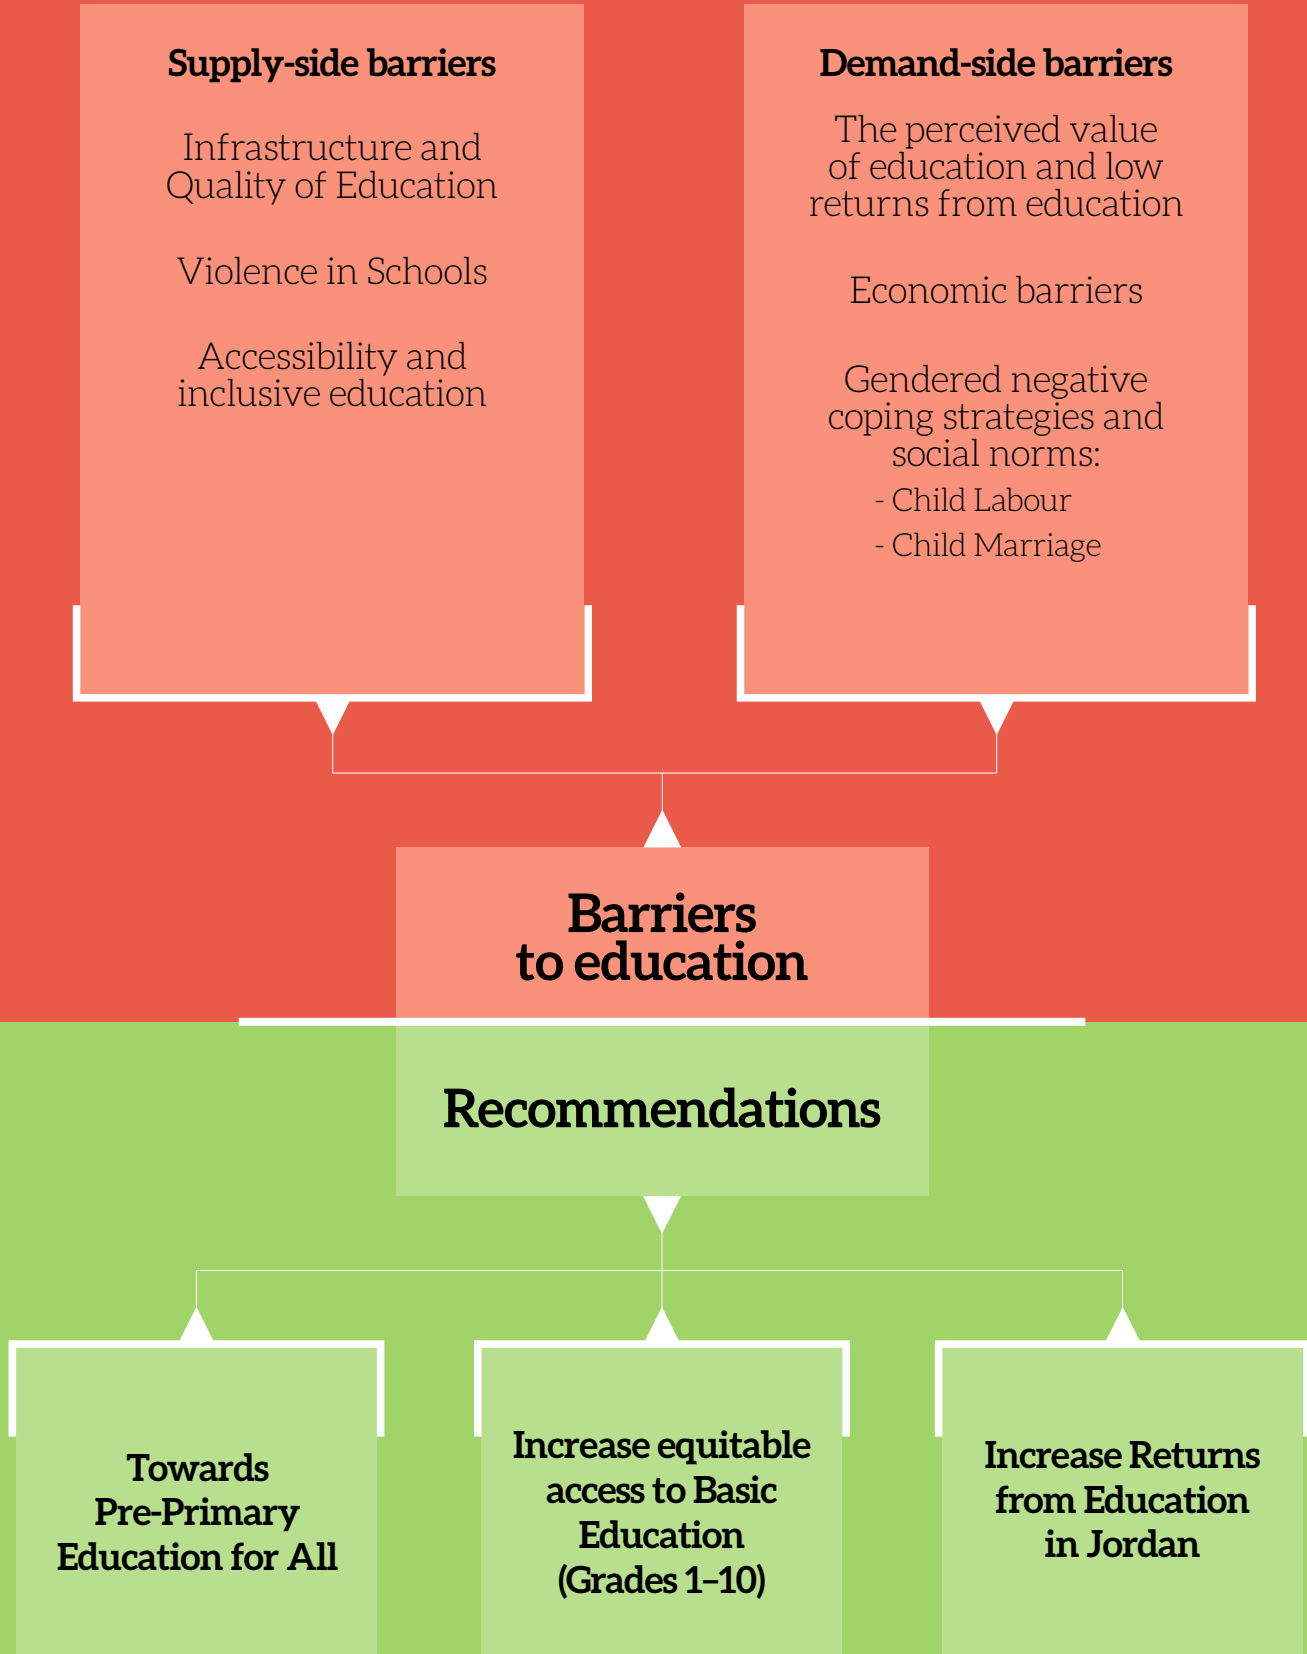 Supply-side barriers
Infrastructure and
Quality of Education
Violence in Schools
Accessibility and
inclusive education
Demand-side barriers
The perceived value
of education and low
returns from education
Economic barriers
Gendered negative
coping strategies and
social norms:
- Child Labour
- Child Marriage
Barriers
to education
Recommendations
Towards
Pre-Primary
Education for All
Increase equitable
access to Basic
Education
(Grades 1–10)
Increase Returns
from Education
in Jordan